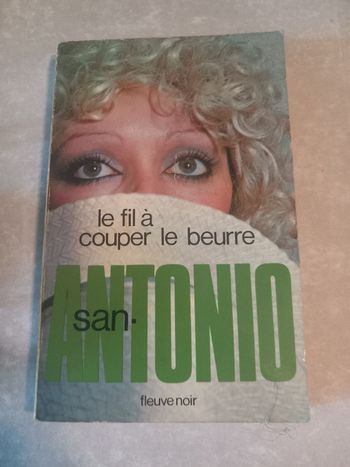 le fil à
couper le beurre
san-
ANTONIO
fleuve noir